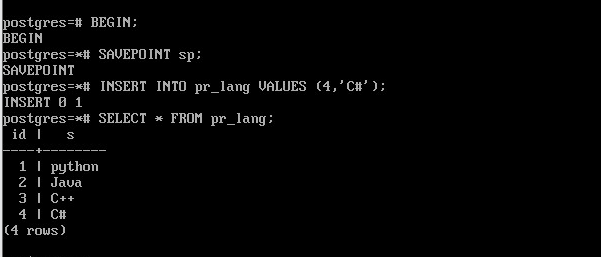 postgres=# BEGIN;
BEGIN
postgres=*# SAVEPOINT sp;
SAVEPOINT
postgres=*# INSERT INTO pr_lang VALUES (4,'C#');
INSERT 0 1
postgres=*# SELECT * FROM pr_lang;
 id |   s
----+--------
  1 | python
  2 | Java
  3 | C++
  4 | C#
(4 rows)